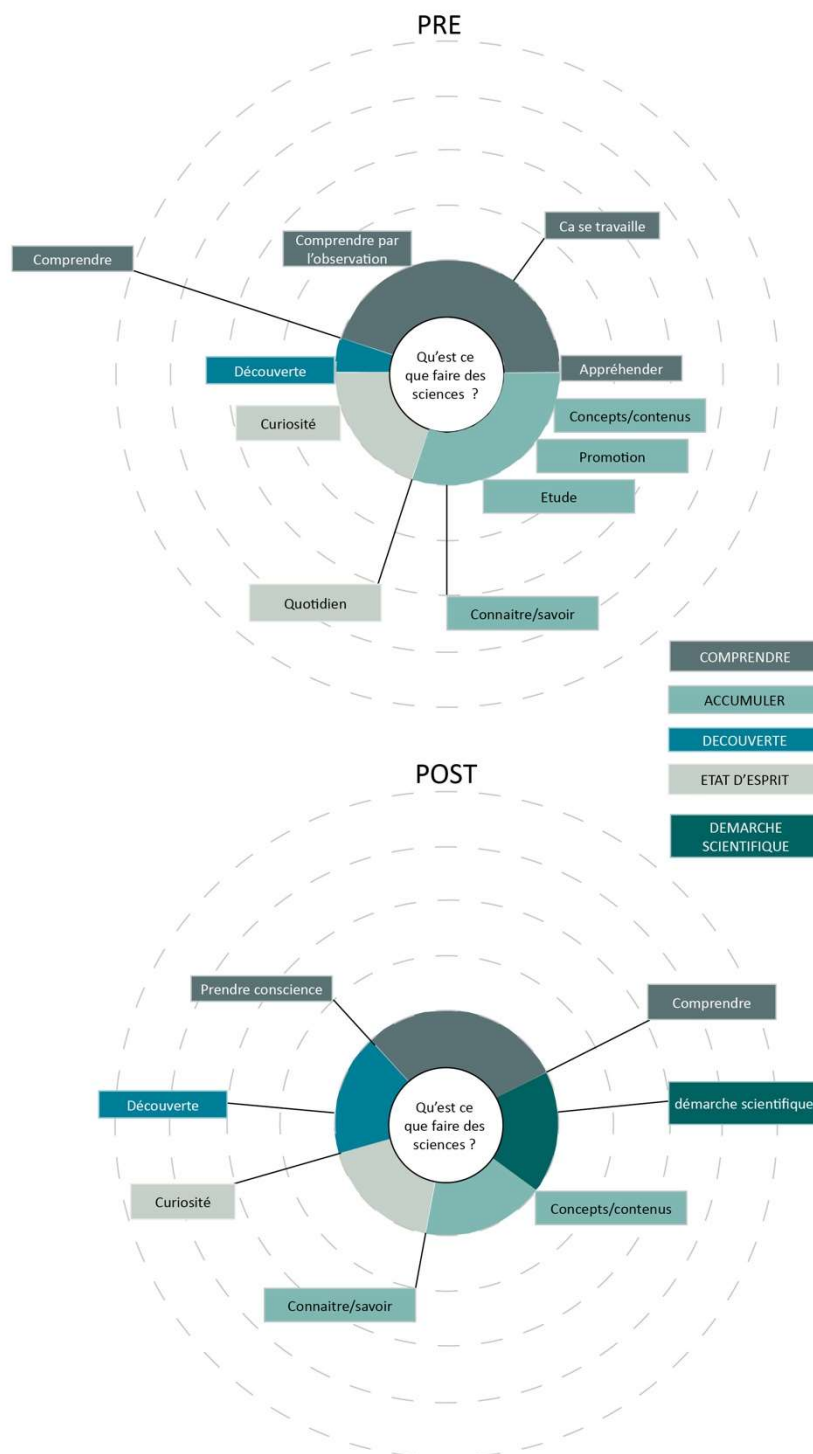 PRE
Ca se travaille
Comprendre par
l'observation
Comprendre
Qu'est ce
que faire des
sciences ?
Découverte
Appréhender
Curiosité
Concepts/contenus
Promotion
Etude
Quotidien
Connaitre/savoir
COMPRENDRE
ACCUMULER
DECOUVERTE
ETAT D'ESPRIT
DEMARCHE
SCIENTIFIQUE
POST
Prendre conscience
Comprendre
Découverte
Qu'est ce
que faire des
sciences ?
démarche scientifique
Curiosité
Concepts/contenus
Connaitre/savoir